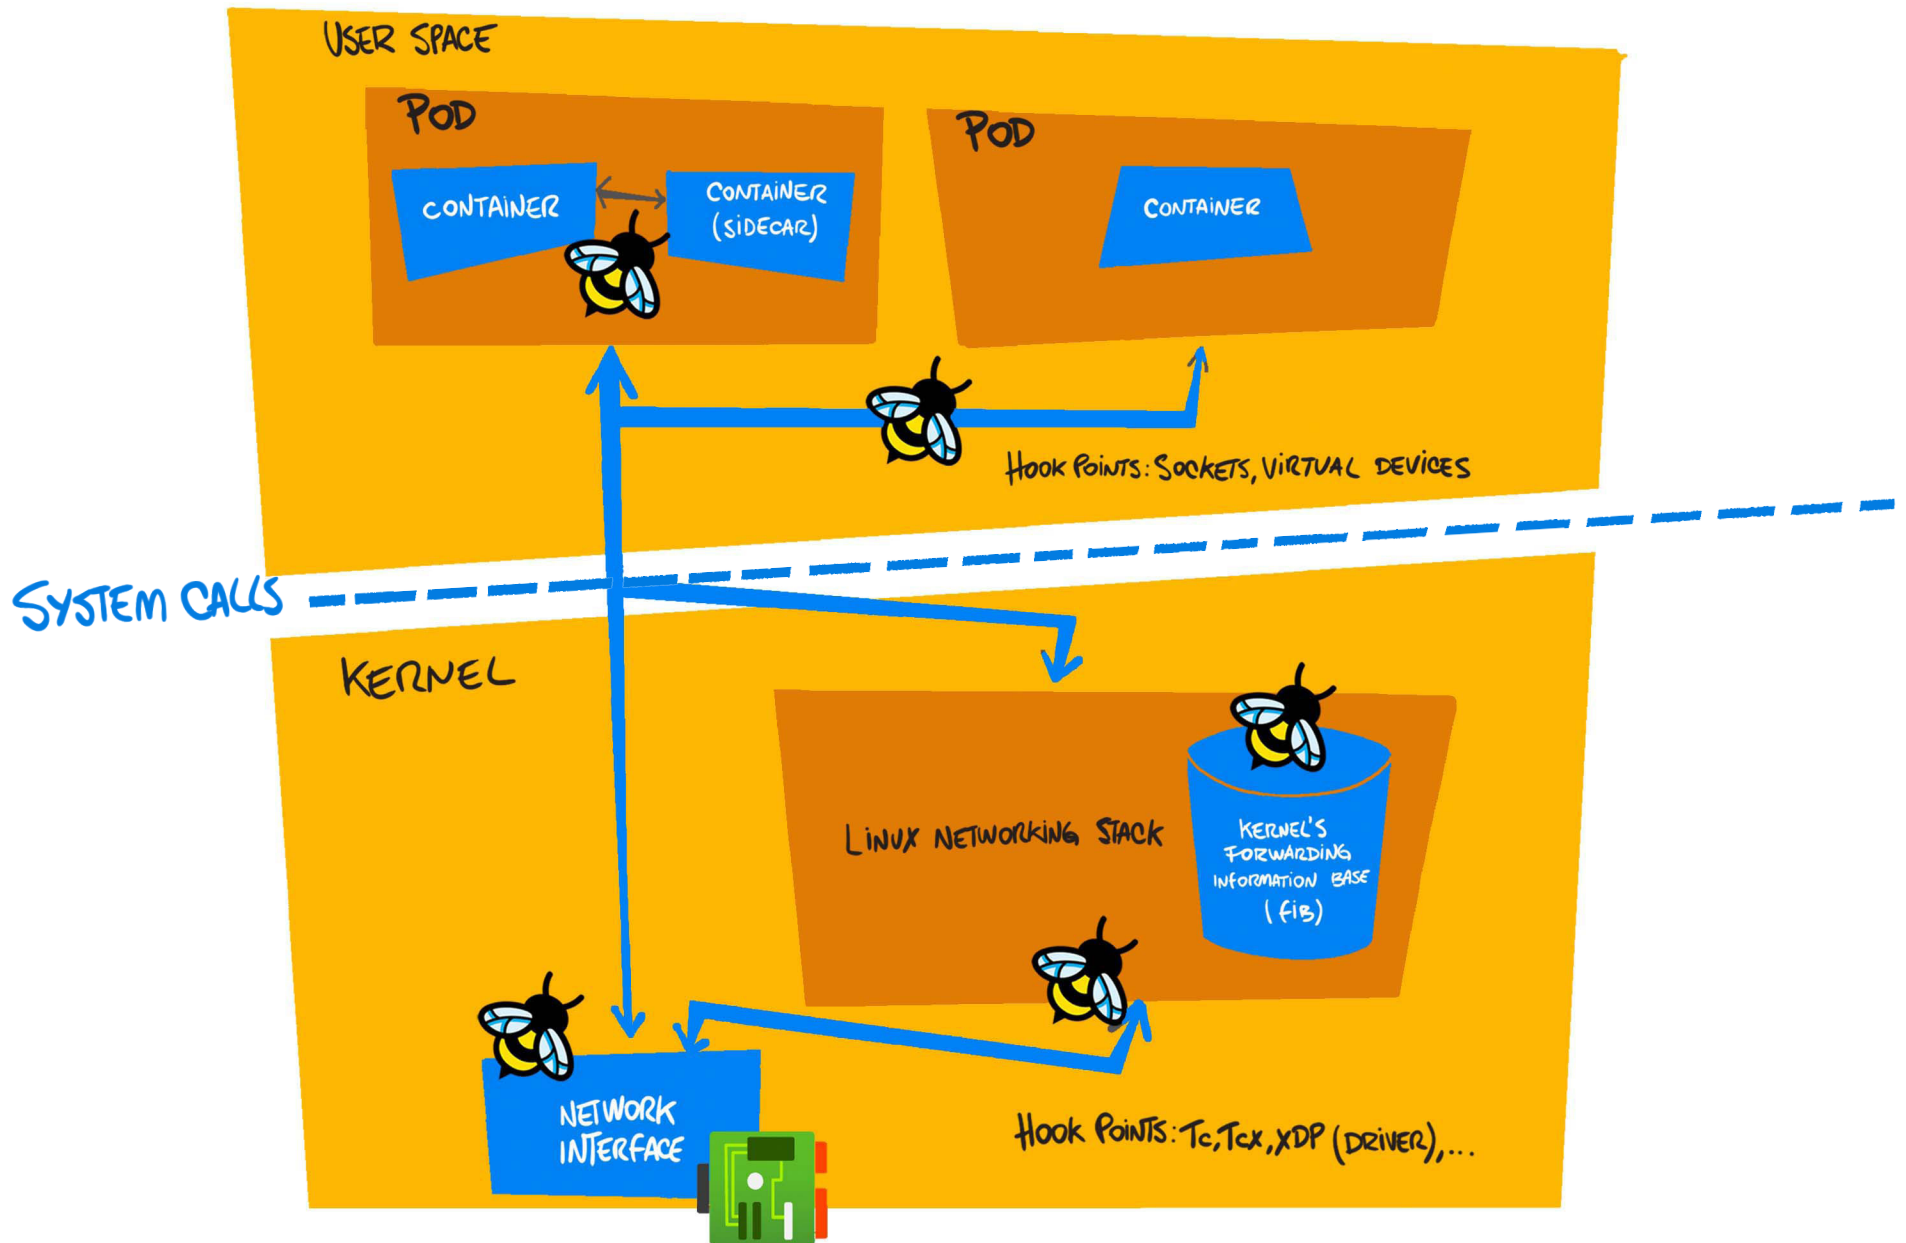 USER SPACE
POD
CONTAINER
CONTAINER
(SIDECAR)
POD
CONTAINER
HOOK POINTS: SOCKETS, VIRTUAL DEVICES
SYSTEM CALLS
KERNEL
LINUX NETWORKING STACK
KERNEL'S
FORWARDING
INFORMATION BASE
(FIB)
NETWORK
INTERFACE
HOOK POINTS: TC, TCX, XDP (DRIVER),...